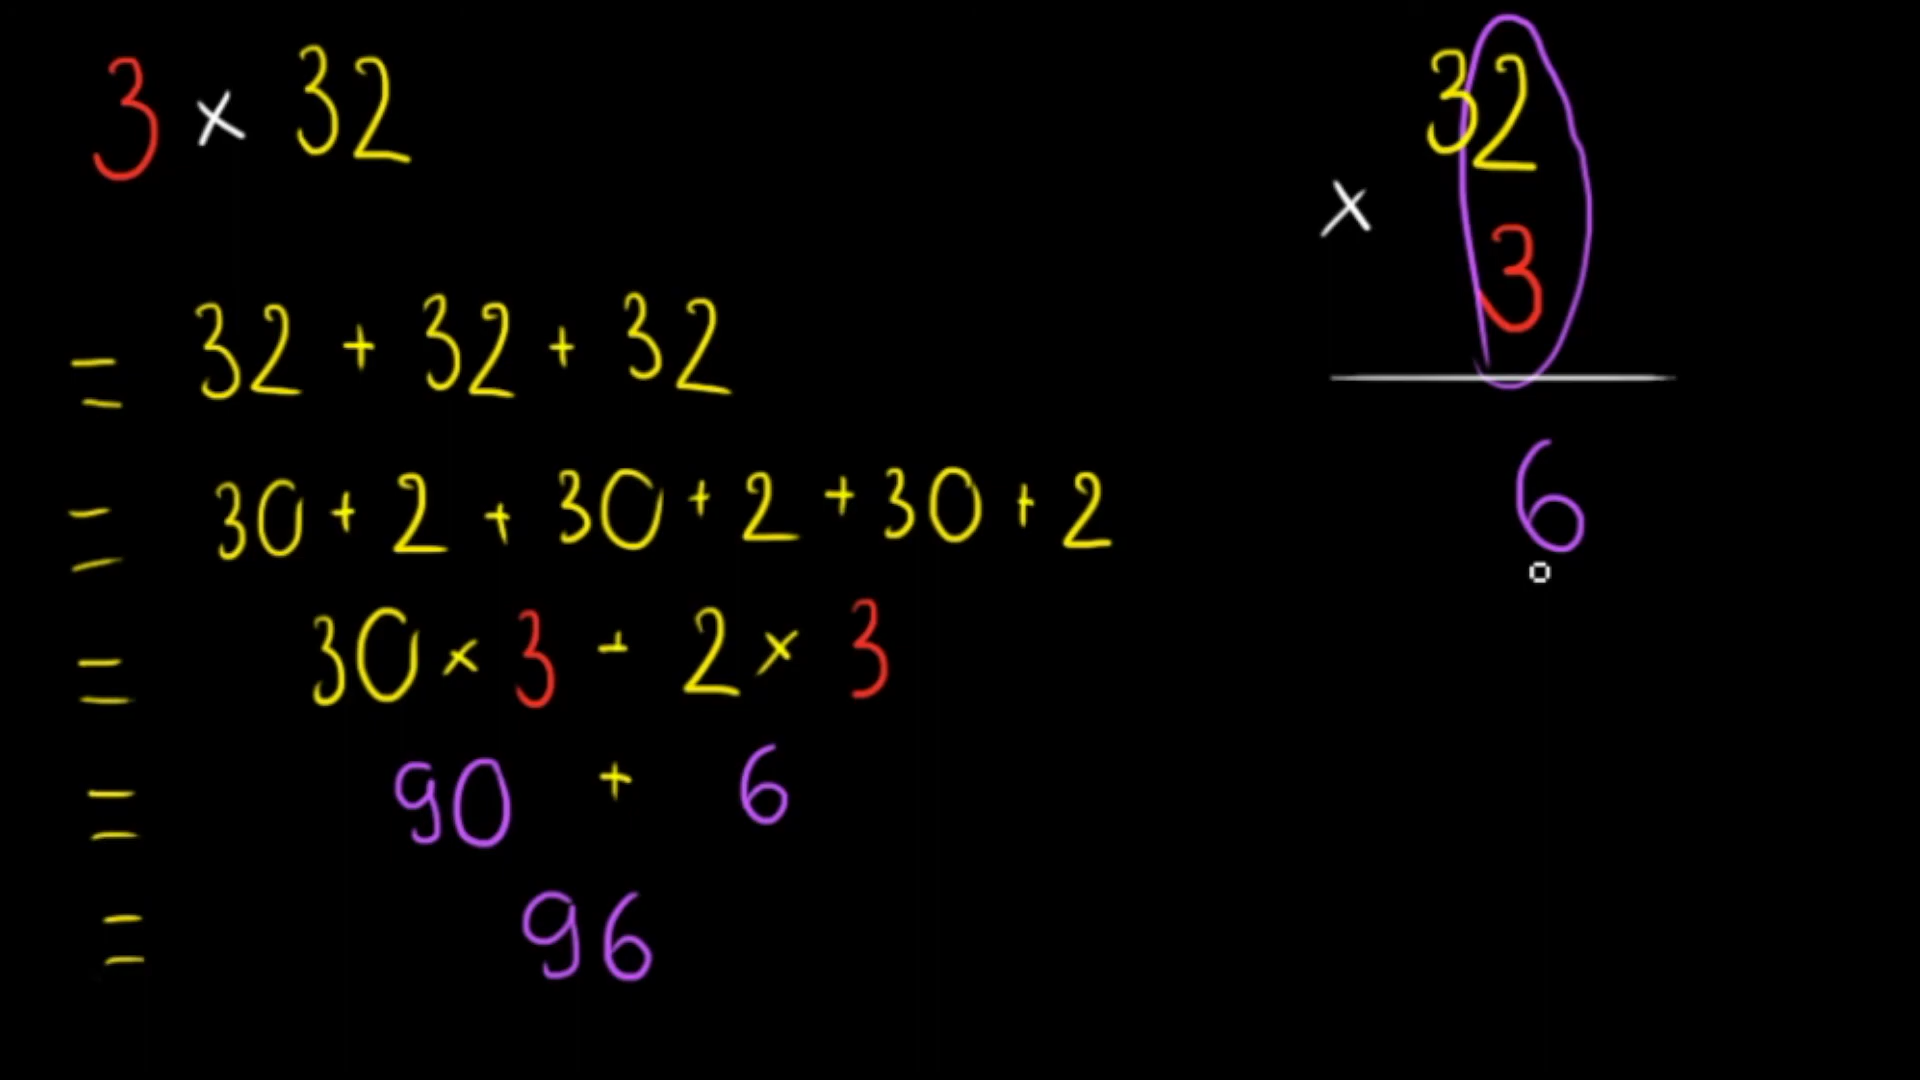 3 × 32
= 32 + 32 + 32
= 30 + 2 + 30 + 2 + 30 + 2
= 30 × 3 + 2 × 3
= 90 + 6
= 96
32
× 3
6